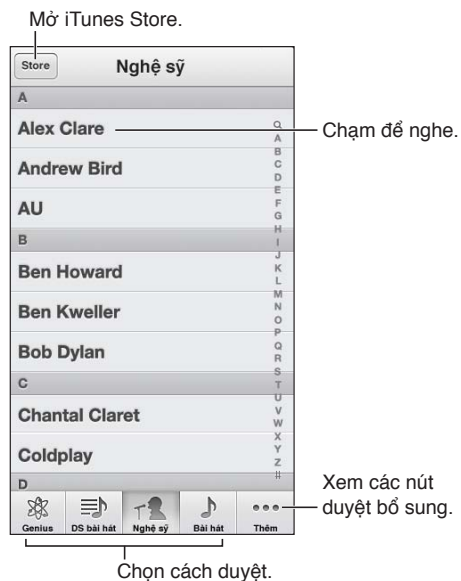 Mở iTunes Store.
Store
Nghệ sỹ
A
Alex Clare
Chạm để nghe.
Andrew Bird
AU
B
Ben Howard
Ben Kweller
Bob Dylan
C
Chantal Claret
Coldplay
D
A
B
C
D
E
F
G
H
I
J
K
L
M
N
O
P
Q
R
S
T
U
V
W
X
Y
Z
#
Genius
DS bài hát
Nghệ sỹ
Bài hát
Thêm
Xem các nút
duyệt bổ sung.
Chọn cách duyệt.